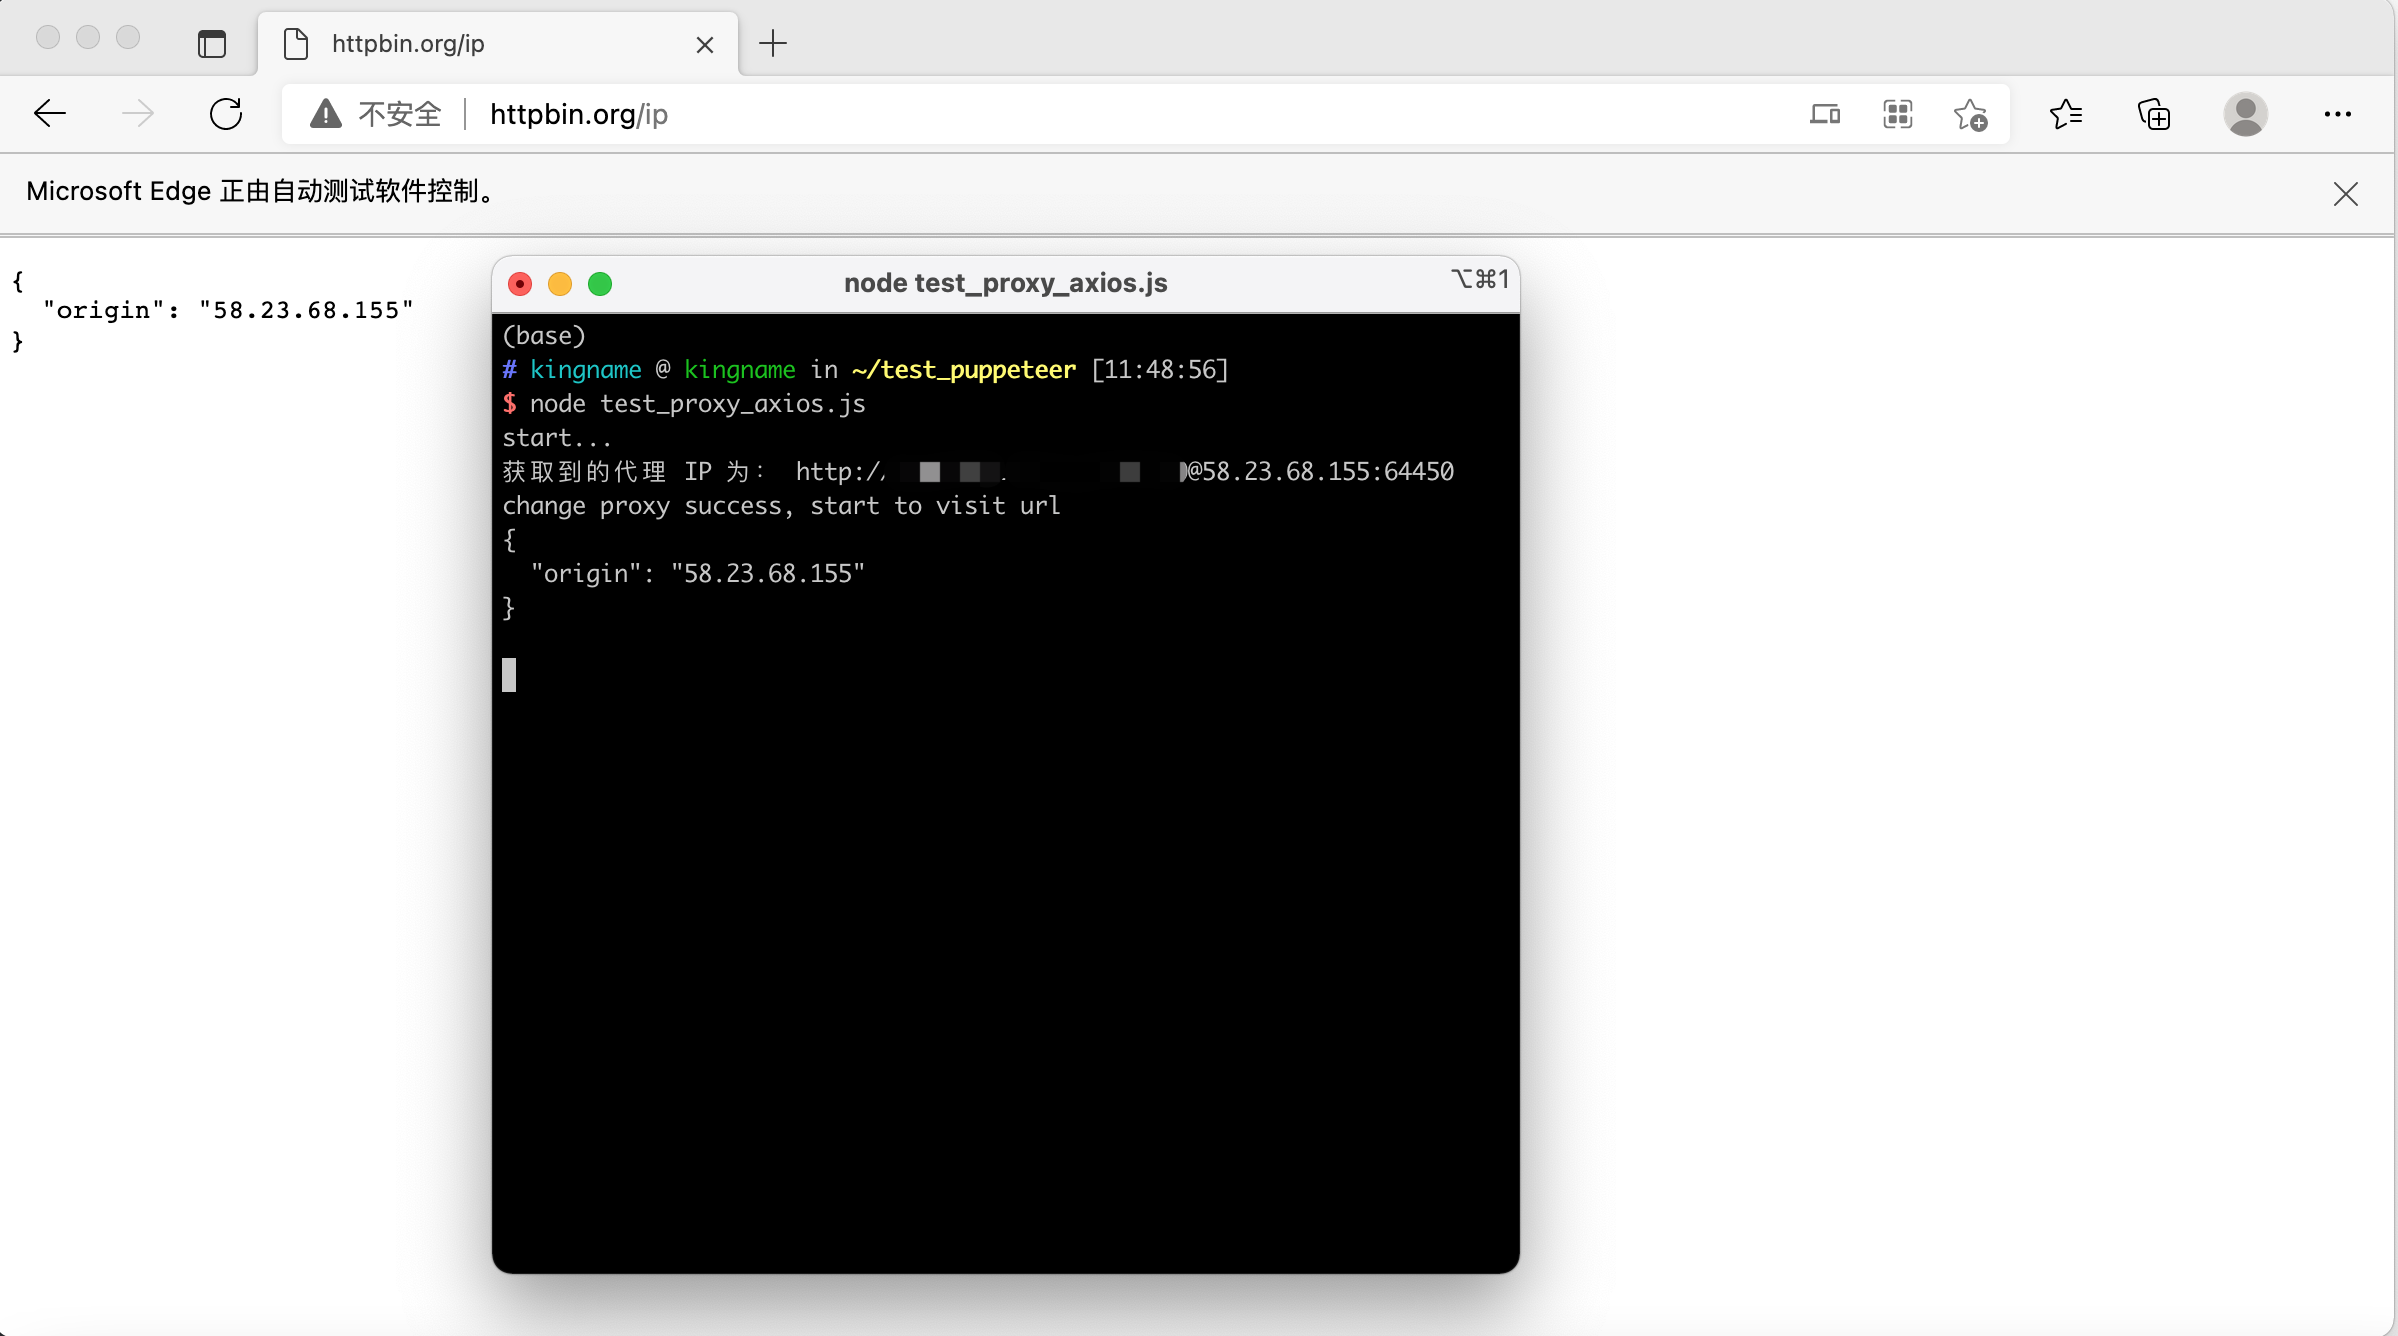 httpbin.org/ip
不安全 httpbin.org/ip
Microsoft Edge 正由自动测试软件控制。
{
"origin": "58.23.68.155"
}
node test_proxy_axios.js
⌥⌘1
(base)
# kingname @ kingname in ~/test_puppeteer [11:48:56]
$ node test_proxy_axios.js
start...
获取到的代理 IP 为： http:// @58.23.68.155:64450
change proxy success, start to visit url
{
"origin": "58.23.68.155"
}